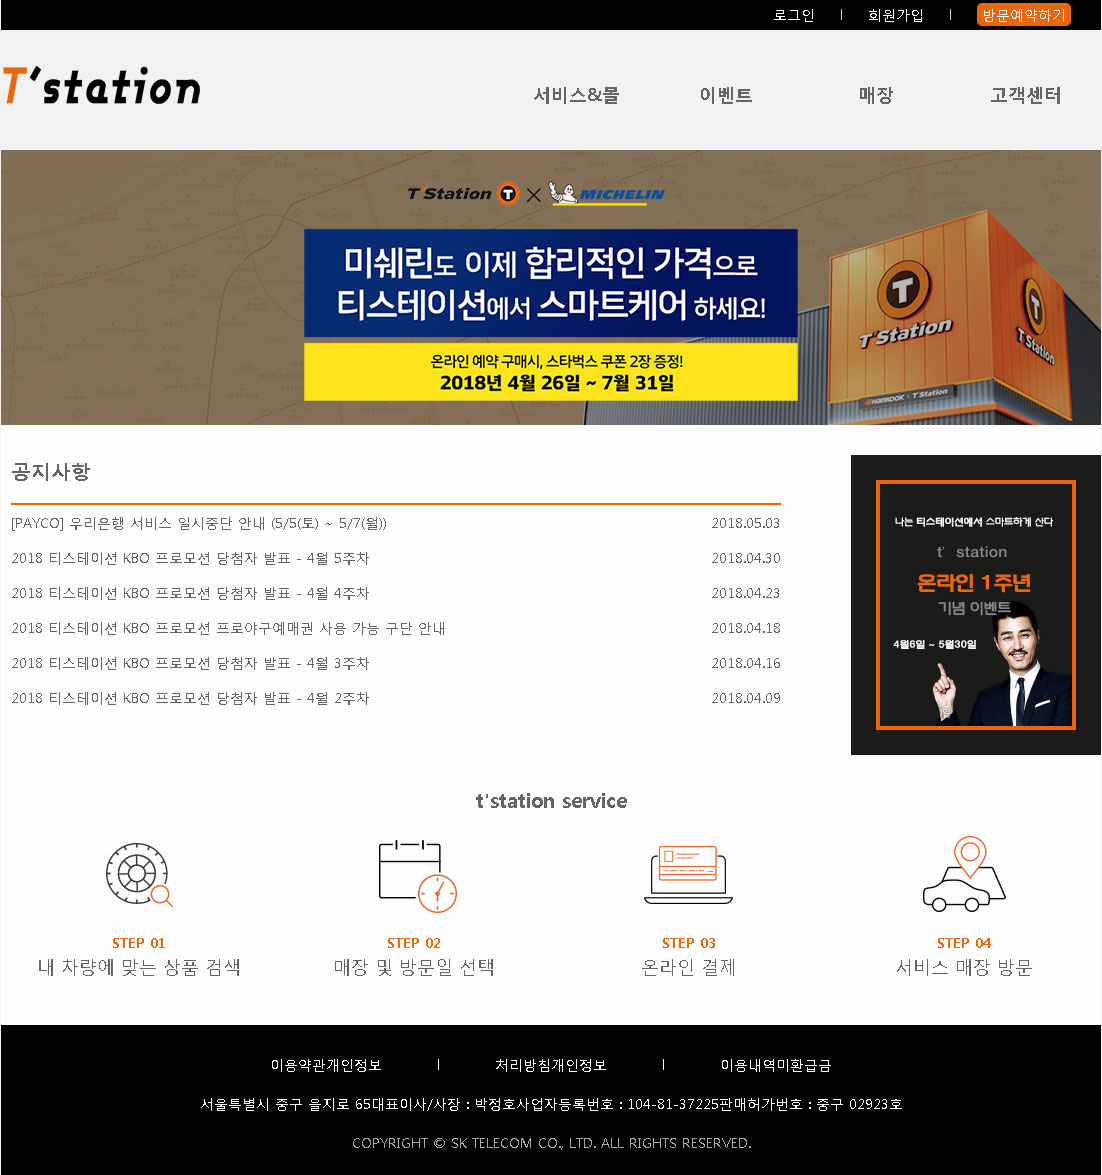 로그인 | 회원가입 | 방문예약하기
T'station
서비스&몰 이벤트 매장 고객센터
T'Station T × MICHELIN
미쉐린도 이제 합리적인 가격으로
티스테이션에서 스마트케어 하세요!
온라인 예약 구매시, 스타벅스 쿠폰 2장 증정!
2018년 4월 26일 ~ 7월 31일
T
T'Station
T
T'Station
HANKOOK · T'Station
공지사항
[PAYCO] 우리은행 서비스 일시중단 안내 (5/5(토) ~ 5/7(월)) 2018.05.03
2018 티스테이션 KBO 프로모션 당첨자 발표 - 4월 5주차 2018.04.30
2018 티스테이션 KBO 프로모션 당첨자 발표 - 4월 4주차 2018.04.23
2018 티스테이션 KBO 프로모션 프로야구예매권 사용 가능 구단 안내 2018.04.18
2018 티스테이션 KBO 프로모션 당첨자 발표 - 4월 3주차 2018.04.16
2018 티스테이션 KBO 프로모션 당첨자 발표 - 4월 2주차 2018.04.09
나는 티스테이션에서 스마트하게 산다
t' station
온라인 1주년
기념 이벤트
4월6일 ~ 5월30일
t'station service
STEP 01
내 차량에 맞는 상품 검색
STEP 02
매장 및 방문일 선택
STEP 03
온라인 결제
STEP 04
서비스 매장 방문
이용약관개인정보 | 처리방침개인정보 | 이용내역미환급금
서울특별시 중구 을지로 65대표이사/사장 : 박정호사업자등록번호 : 104-81-37225판매허가번호 : 중구 02923호
COPYRIGHT © SK TELECOM CO., LTD. ALL RIGHTS RESERVED.